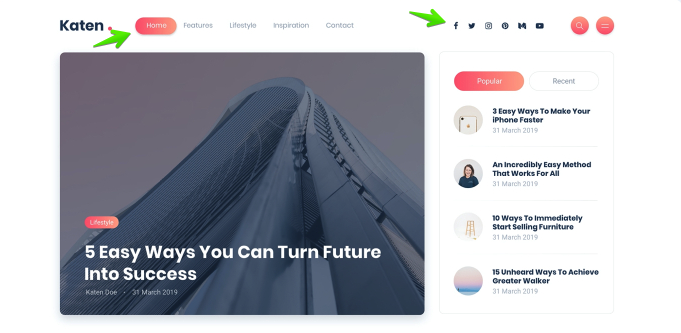 Katen.
Home Features Lifestyle Inspiration Contact
Lifestyle
5 Easy Ways You Can Turn Future
Into Success
Katen Doe • 31 March 2019
Popular Recent
3 Easy Ways To Make Your
iPhone Faster
31 March 2019
An Incredibly Easy Method
That Works For All
31 March 2019
10 Ways To Immediately
Start Selling Furniture
31 March 2019
15 Unheard Ways To Achieve
Greater Walker
31 March 2019